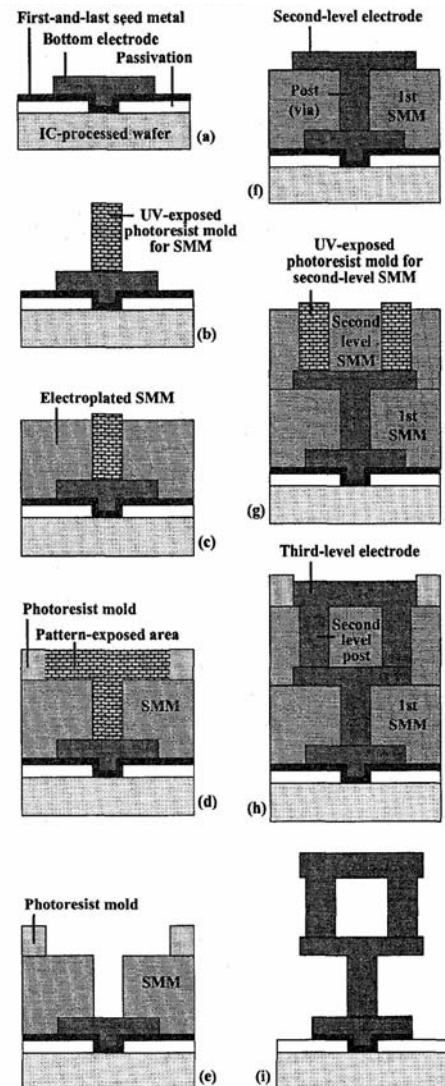 First-and-last seed metal
Bottom electrode
Passivation
IC-processed wafer
(a)
UV-exposed
photoresist mold
for SMM
(b)
Electroplated SMM
(c)
Photoresist mold
Pattern-exposed area
SMM
(d)
Photoresist mold
SMM
(e)
Second-level electrode
Post
(via)
1st
SMM
(f)
UV-exposed
photoresist mold for
second-level SMM
Second
level
SMM
1st
SMM
(g)
Third-level electrode
Second
level
post
1st
SMM
(h)
(i)